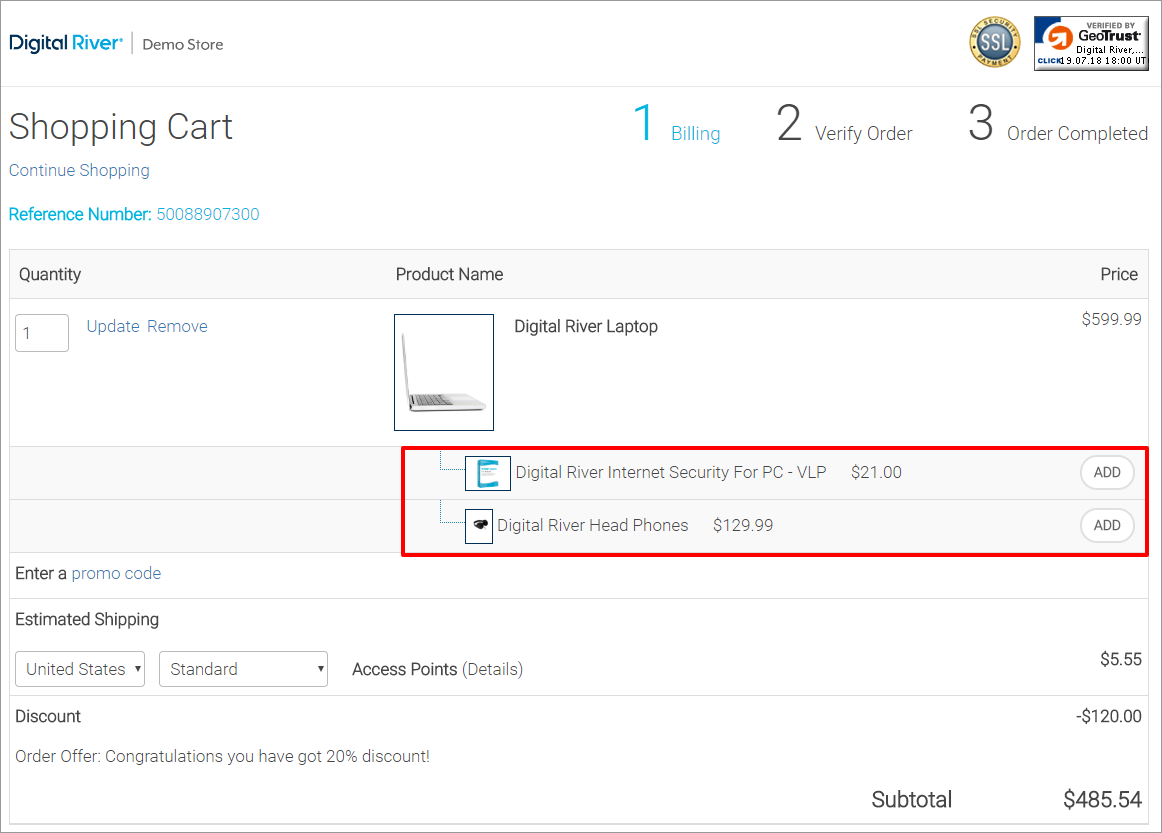 Digital River® Demo Store
SSL SECURITY
SSL
PAYMENT
VERIFIED BY
GeoTrust
Digital River,...
CLICK 19.07.18 18:00 UT
Shopping Cart
1 Billing 2 Verify Order 3 Order Completed
Continue Shopping
Reference Number: 50088907300
Quantity Product Name Price
1 Update Remove Digital River Laptop $599.99
Digital River Internet Security For PC - VLP $21.00 ADD
Digital River Head Phones $129.99 ADD
Enter a promo code
Estimated Shipping
United States Standard Access Points (Details) $5.55
Discount -$120.00
Order Offer: Congratulations you have got 20% discount!
Subtotal $485.54